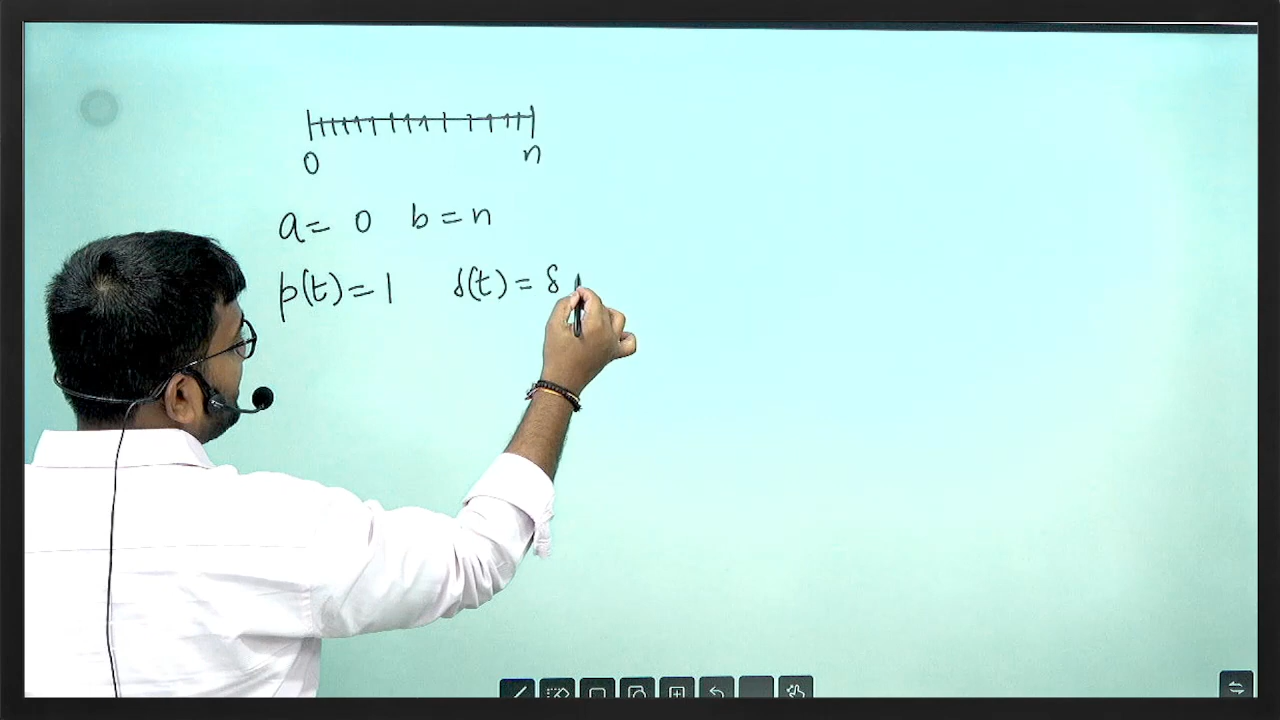 0 n
a = 0 b = n
p(t) = 1 δ(t) = δ